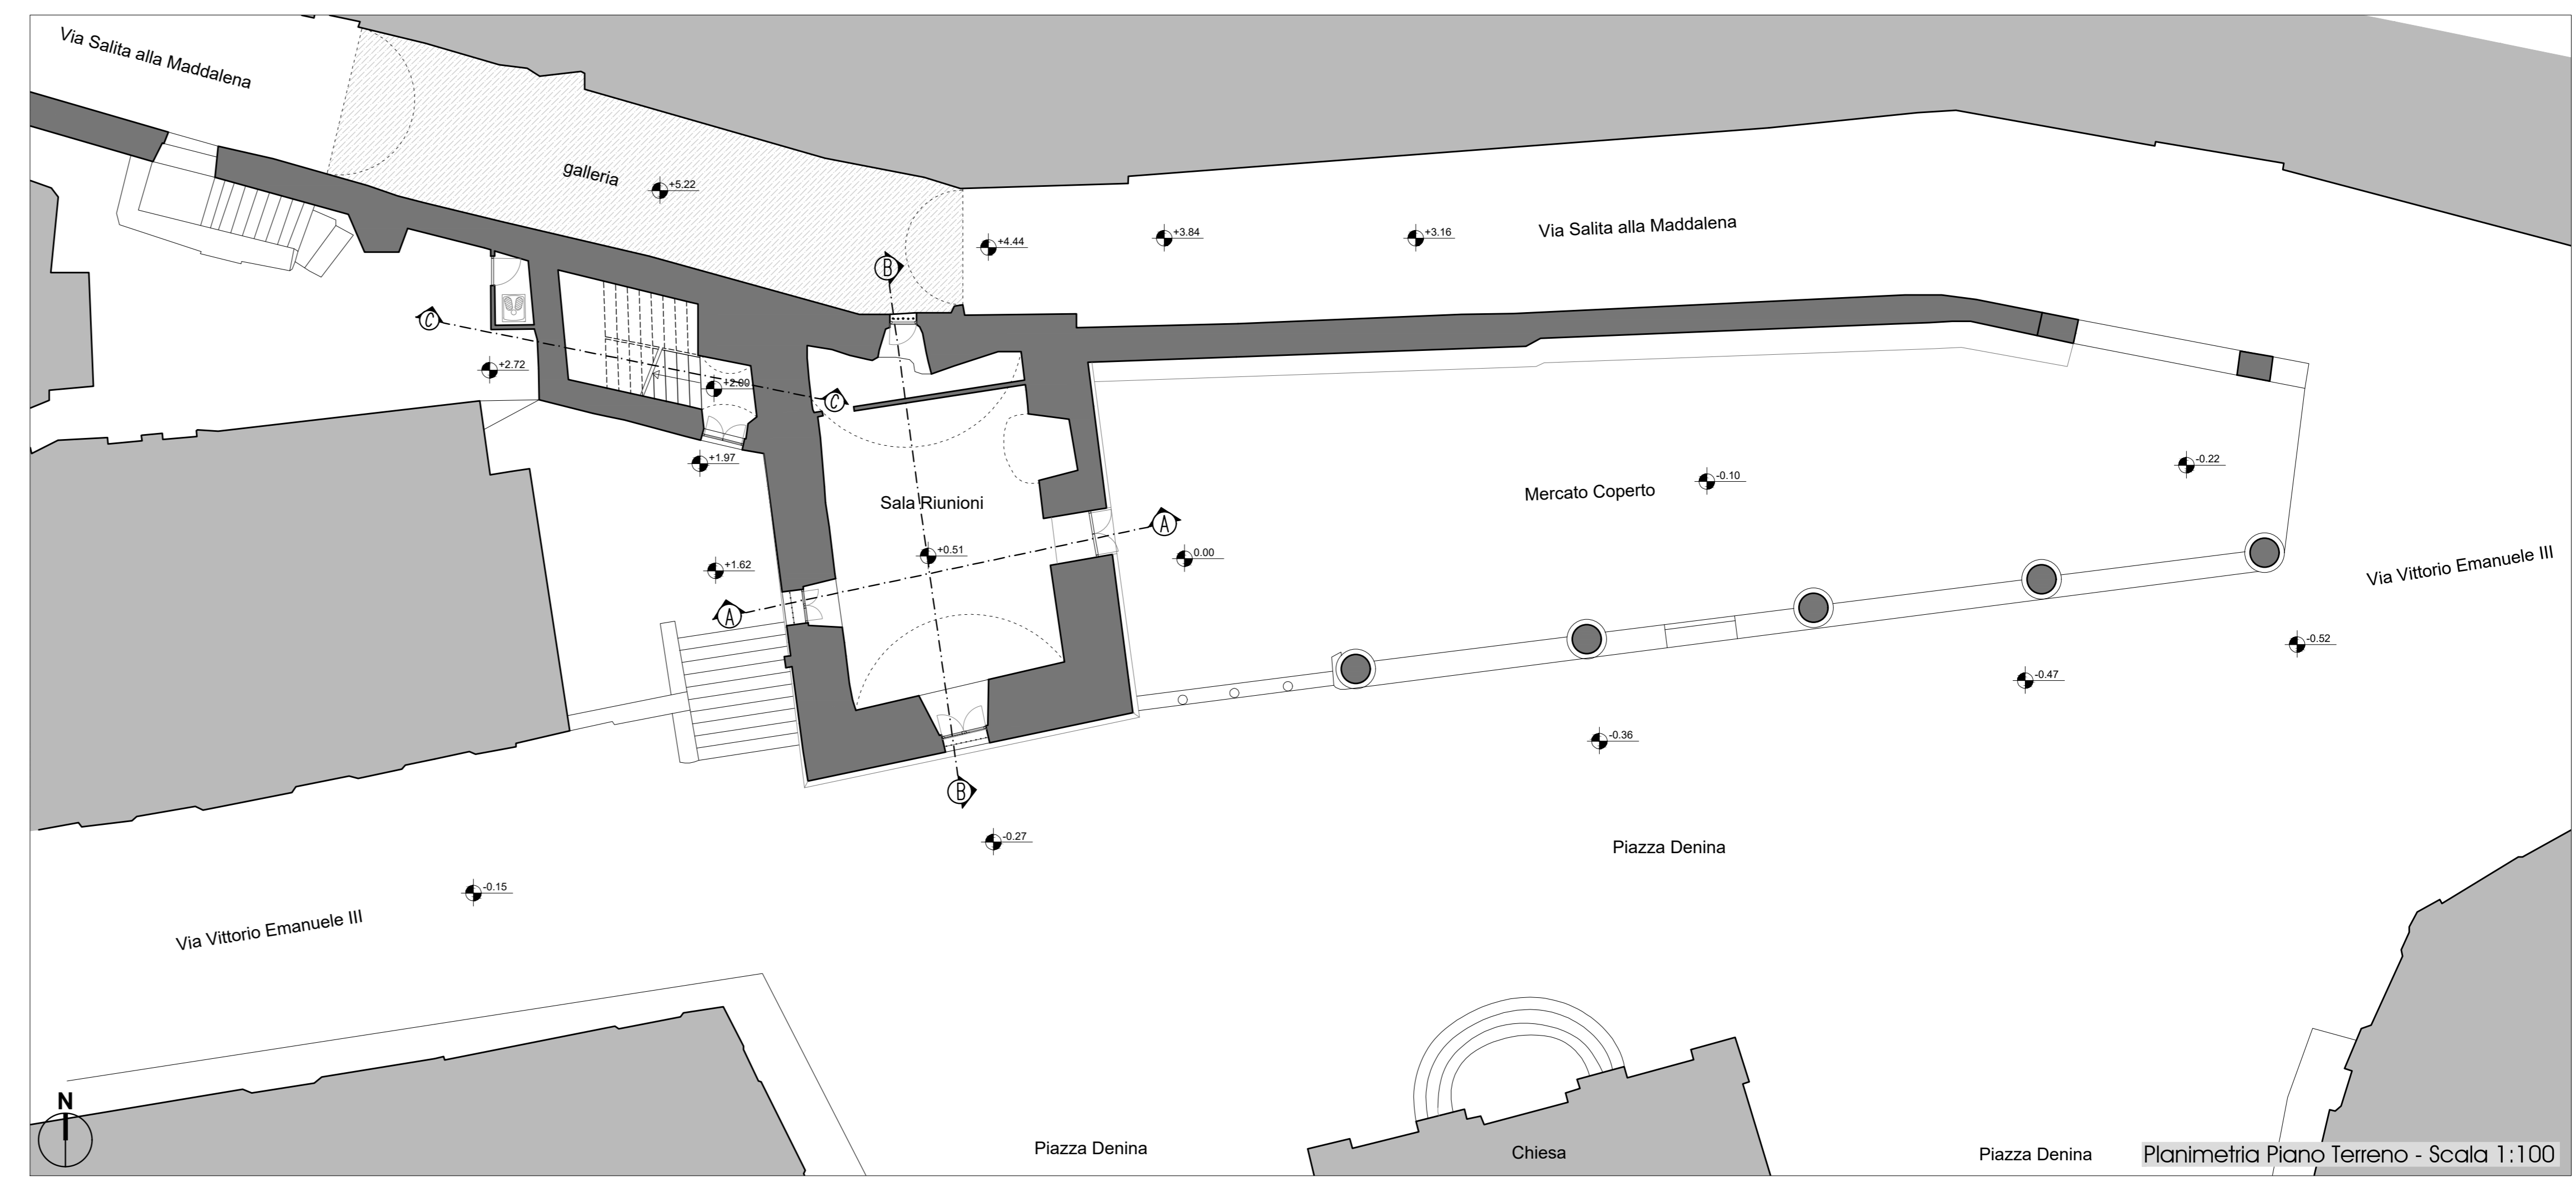 Via Salita alla Maddalena
galleria
+5.22
B
+4.44
+3.84
+3.16
Via Salita alla Maddalena
C
+2.72
+2.00
C
+1.97
Sala Riunioni
Mercato Coperto
-0.10
-0.22
A
+0.51
0.00
+1.62
A
Via Vittorio Emanuele III
-0.52
-0.47
-0.36
B
-0.27
Piazza Denina
-0.15
Via Vittorio Emanuele III
N
Piazza Denina
Chiesa
Piazza Denina
Planimetria Piano Terreno - Scala 1:100